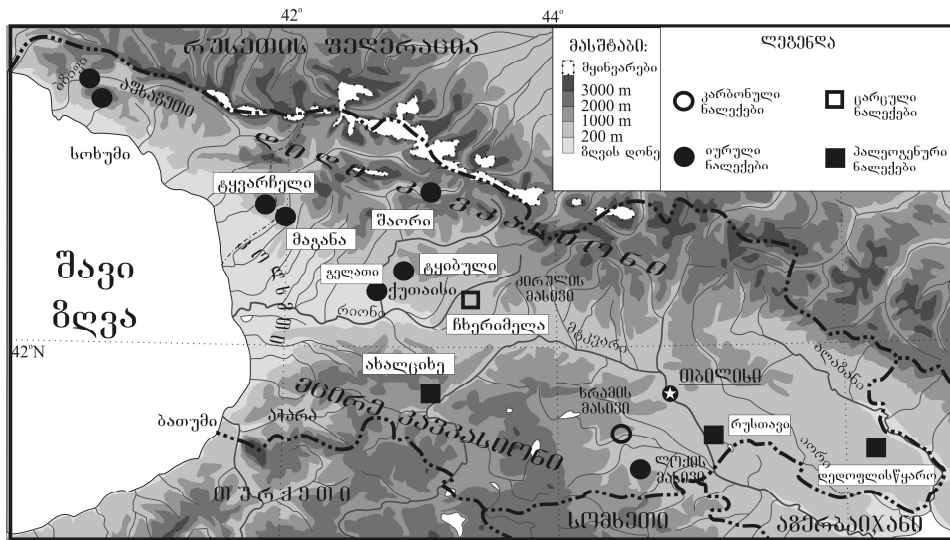 42°
44°
რუსეთის ფედერაცია
მასშტაბი:
მყინვარები
3000 m
2000 m
1000 m
200 m
ზღვის დონე
ლეგენდა
კარბონული
ნალექები
ცარცული
ნალექები
იურული
ნალექები
პალეოგენური
ნალექები
ბზიფი
აფხაზეთი
სოხუმი
დიდი კავკასიონი
ტყვარჩელი
მაგანა
შაორი
შავი
ზღვა
გელათი
ტყიბული
ქუთაისი
რიონი
ძირულის
მასივი
ჩხერიმელა
მტკვარი
42°N
ახალციხე
თბილისი
ალაზანი
მცირე კავკასიონი
ხრამის
მასივი
რუსთავი
ბათუმი
აჭარა
იორი
ლოქის
მასივი
დედოფლისწყარო
თურქეთი
სომხეთი
აზერბაიჯანი